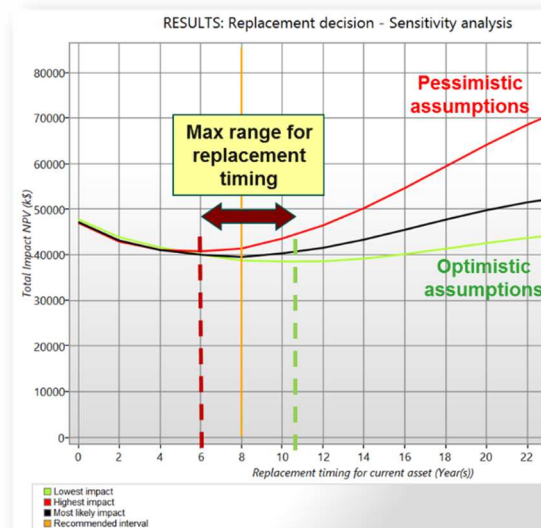 RESULTS: Replacement decision - Sensitivity analysis
80000
70000
60000
50000
40000
30000
20000
10000
0
Total Impact NPV (k$)
Pessimistic
assumptions
Max range for
replacement
timing
Optimistic
assumptions
0 2 4 6 8 10 12 14 16 18 20 22
Replacement timing for current asset (Year(s))
Lowest impact
Highest impact
Most likely impact
Recommended interval